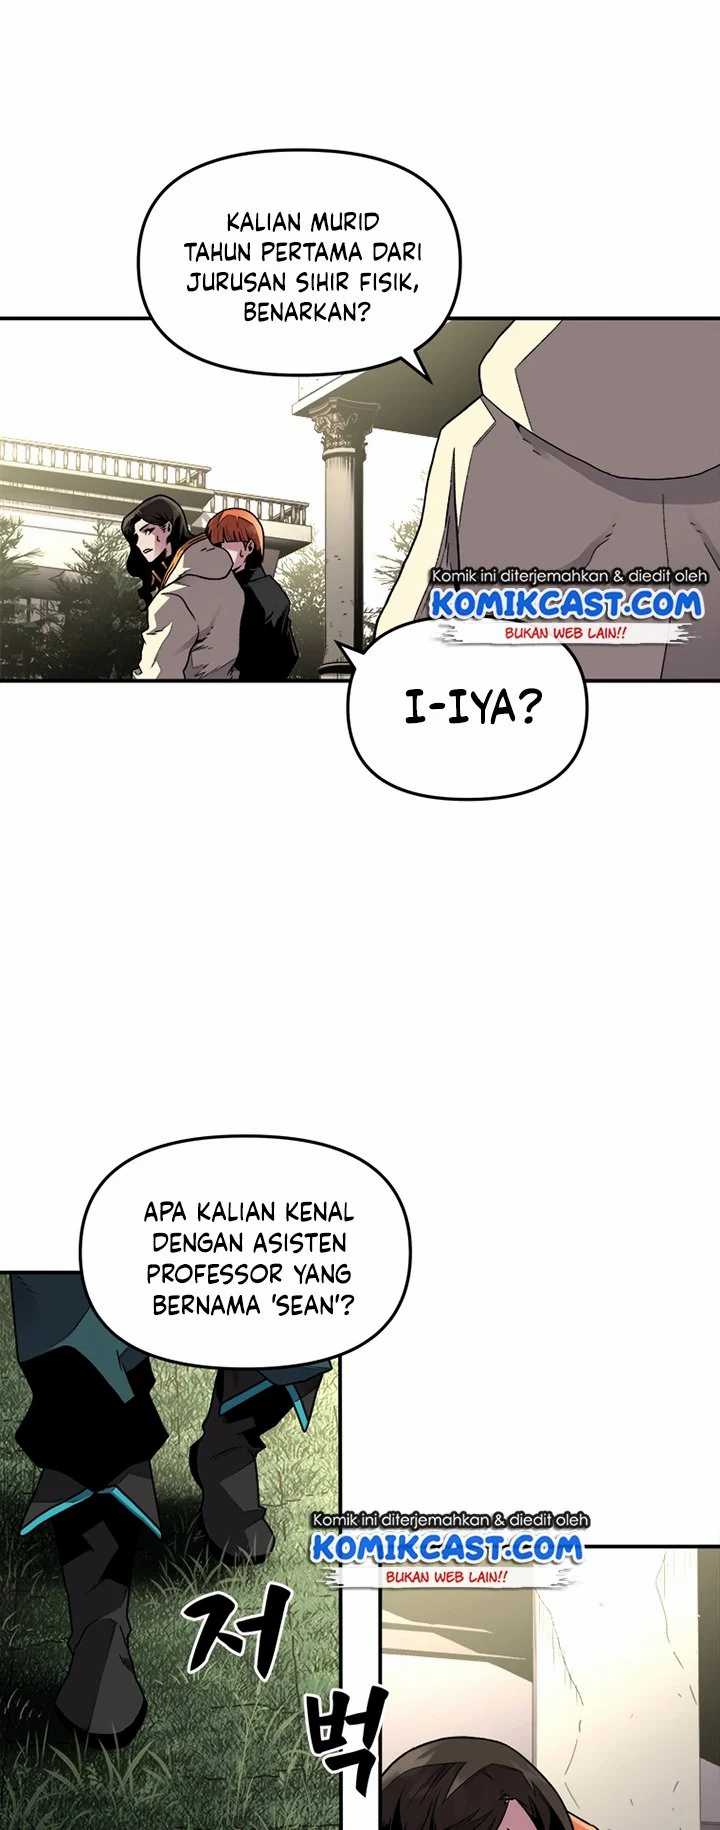 KALIAN MURID
TAHUN PERTAMA DARI
JURUSAN SIHIR FISIK,
BENARKAN?
Komik ini diterjemahkan & diedit oleh
KOMIKCAST.COM
BUKAN WEB LAIN!!
I-IYA?
APA KALIAN KENAL
DENGAN ASISTEN
PROFESSOR YANG
BERNAMA 'SEAN'?
Komik ini diterjemahkan & diedit oleh
KOMIKCAST.COM
BUKAN WEB LAIN!!
저
벅